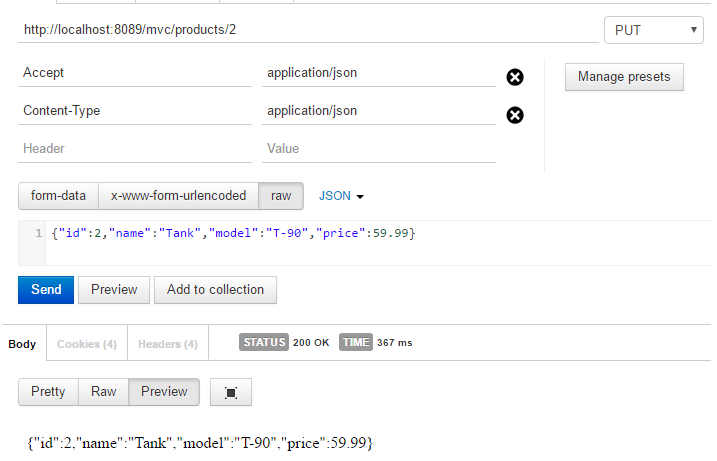 http://localhost:8089/mvc/products/2 PUT
Accept application/json
Manage presets
Content-Type application/json
Header Value
form-data x-www-form-urlencoded raw JSON
1 {"id":2,"name":"Tank","model":"T-90","price":59.99}
Send Preview Add to collection
Body Cookies (4) Headers (4) STATUS 200 OK TIME 367 ms
Pretty Raw Preview
{"id":2,"name":"Tank","model":"T-90","price":59.99}